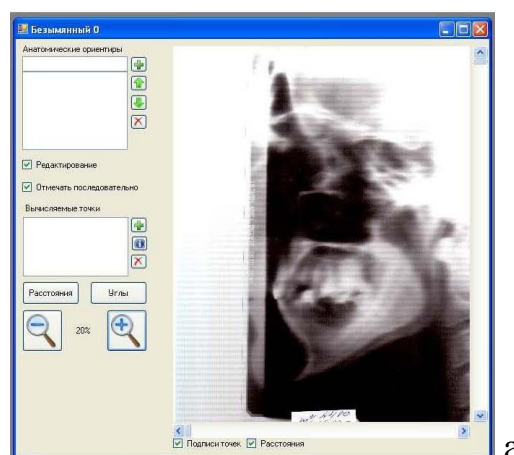 Безымянный 0
Анатомические ориентиры
Редактирование
Отмечать последовательно
Вычисляемые точки
Расстояния Углы
20%
Подписи точек Расстояния
а